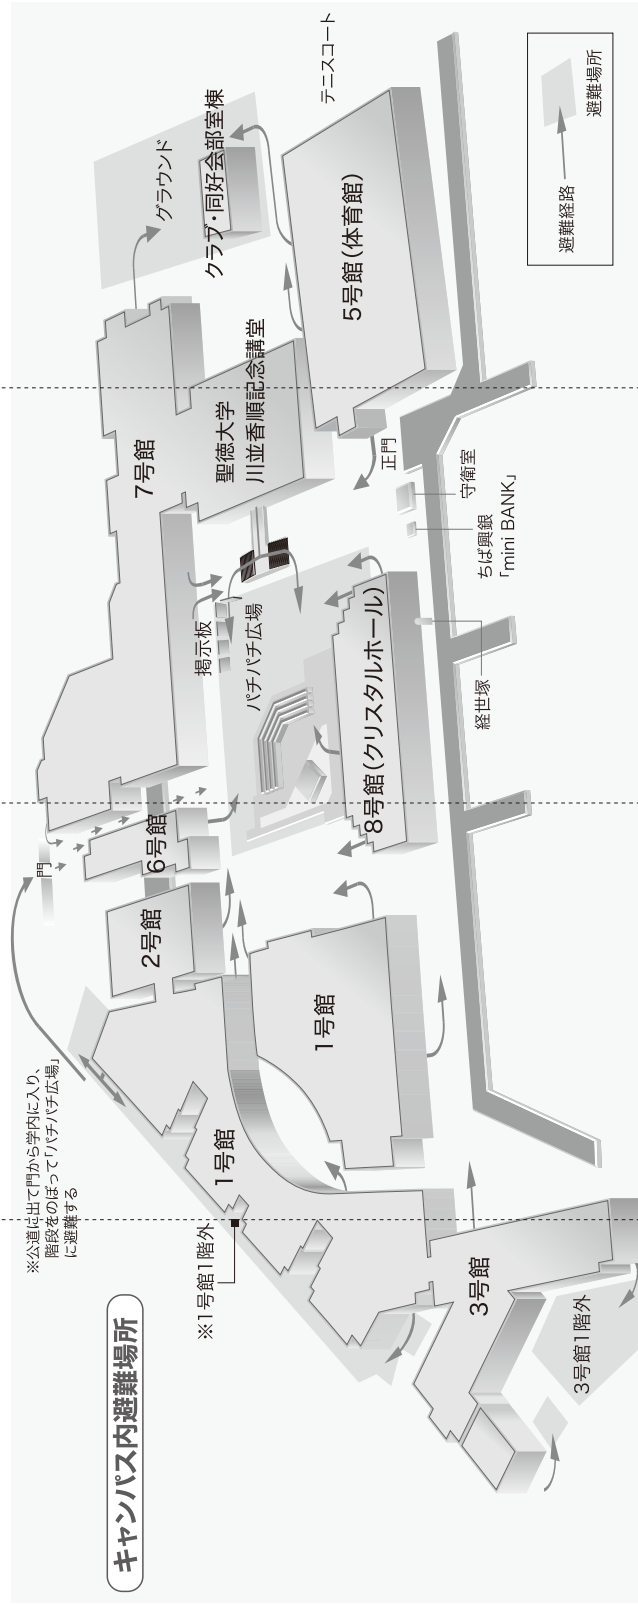 キャンパス内避難場所
※公道に出て門から学内に入り、
階段をのぼって「パチパチ広場」
に避難する
※1号館1階外
3号館1階外
3号館
1号館
1号館
2号館
6号館
門
8号館(クリスタルホール)
経世塚
パチパチ広場
掲示板
ちば興銀
「mini BANK」
守衛室
正門
7号館
聖徳大学
川並香順記念講堂
5号館(体育館)
グラウンド
クラブ・同好会部室棟
テニスコート
避難経路
避難場所